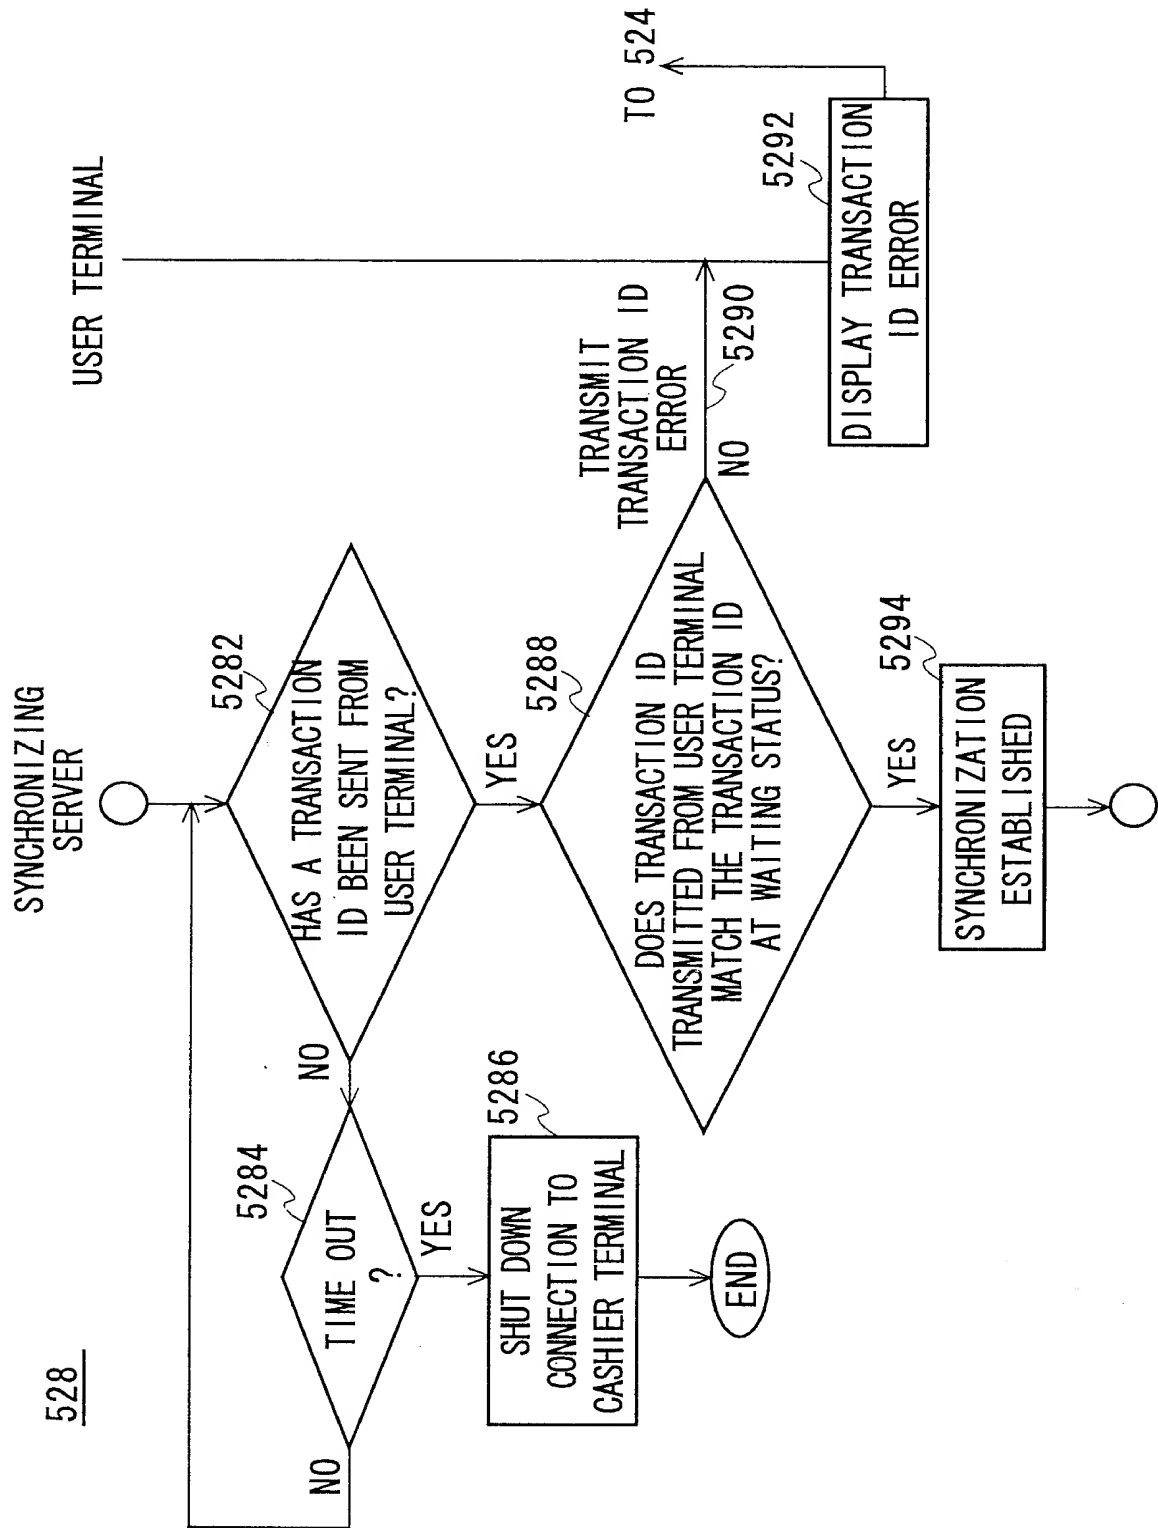 528
SYNCHRONIZING
SERVER
USER TERMINAL
5282
HAS A TRANSACTION
ID BEEN SENT FROM
USER TERMINAL?
NO
YES
5284
TIME OUT
?
NO
YES
5286
SHUT DOWN
CONNECTION TO
CASHIER TERMINAL
END
5288
DOES TRANSACTION ID
TRANSMITTED FROM USER TERMINAL
MATCH THE TRANSACTION ID
AT WAITING STATUS?
NO
YES
TRANSMIT
TRANSACTION ID
ERROR
5290
5292
DISPLAY TRANSACTION
ID ERROR
TO 524
5294
SYNCHRONIZATION
ESTABLISHED